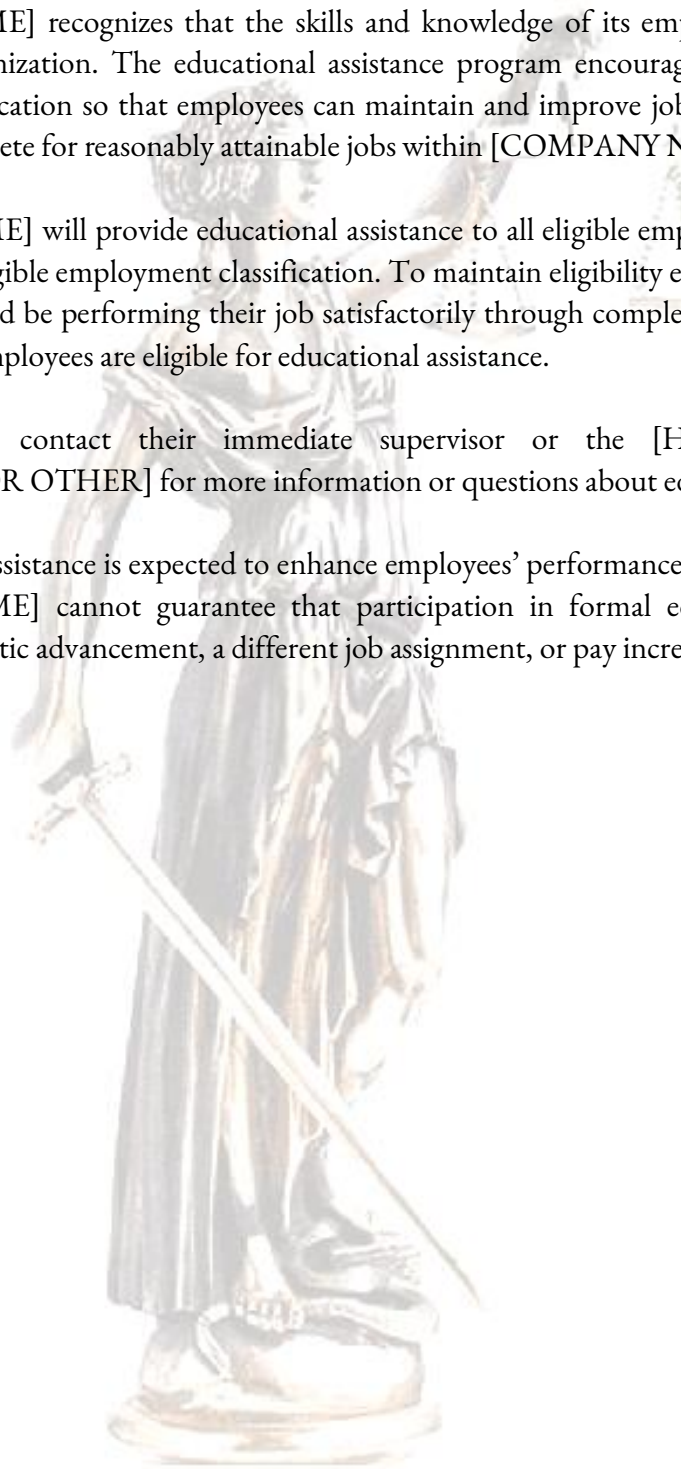 ME] recognizes that the skills and knowledge of its emp
nization. The educational assistance program encourag
cation so that employees can maintain and improve job
ete for reasonably attainable jobs within [COMPANY N
ME] will provide educational assistance to all eligible emp
gible employment classification. To maintain eligibility e
d be performing their job satisfactorily through comple
mployees are eligible for educational assistance.
contact their immediate supervisor or the [H
R OTHER] for more information or questions about ed
ssistance is expected to enhance employees’ performance
ME] cannot guarantee that participation in formal ed
tic advancement, a different job assignment, or pay incre